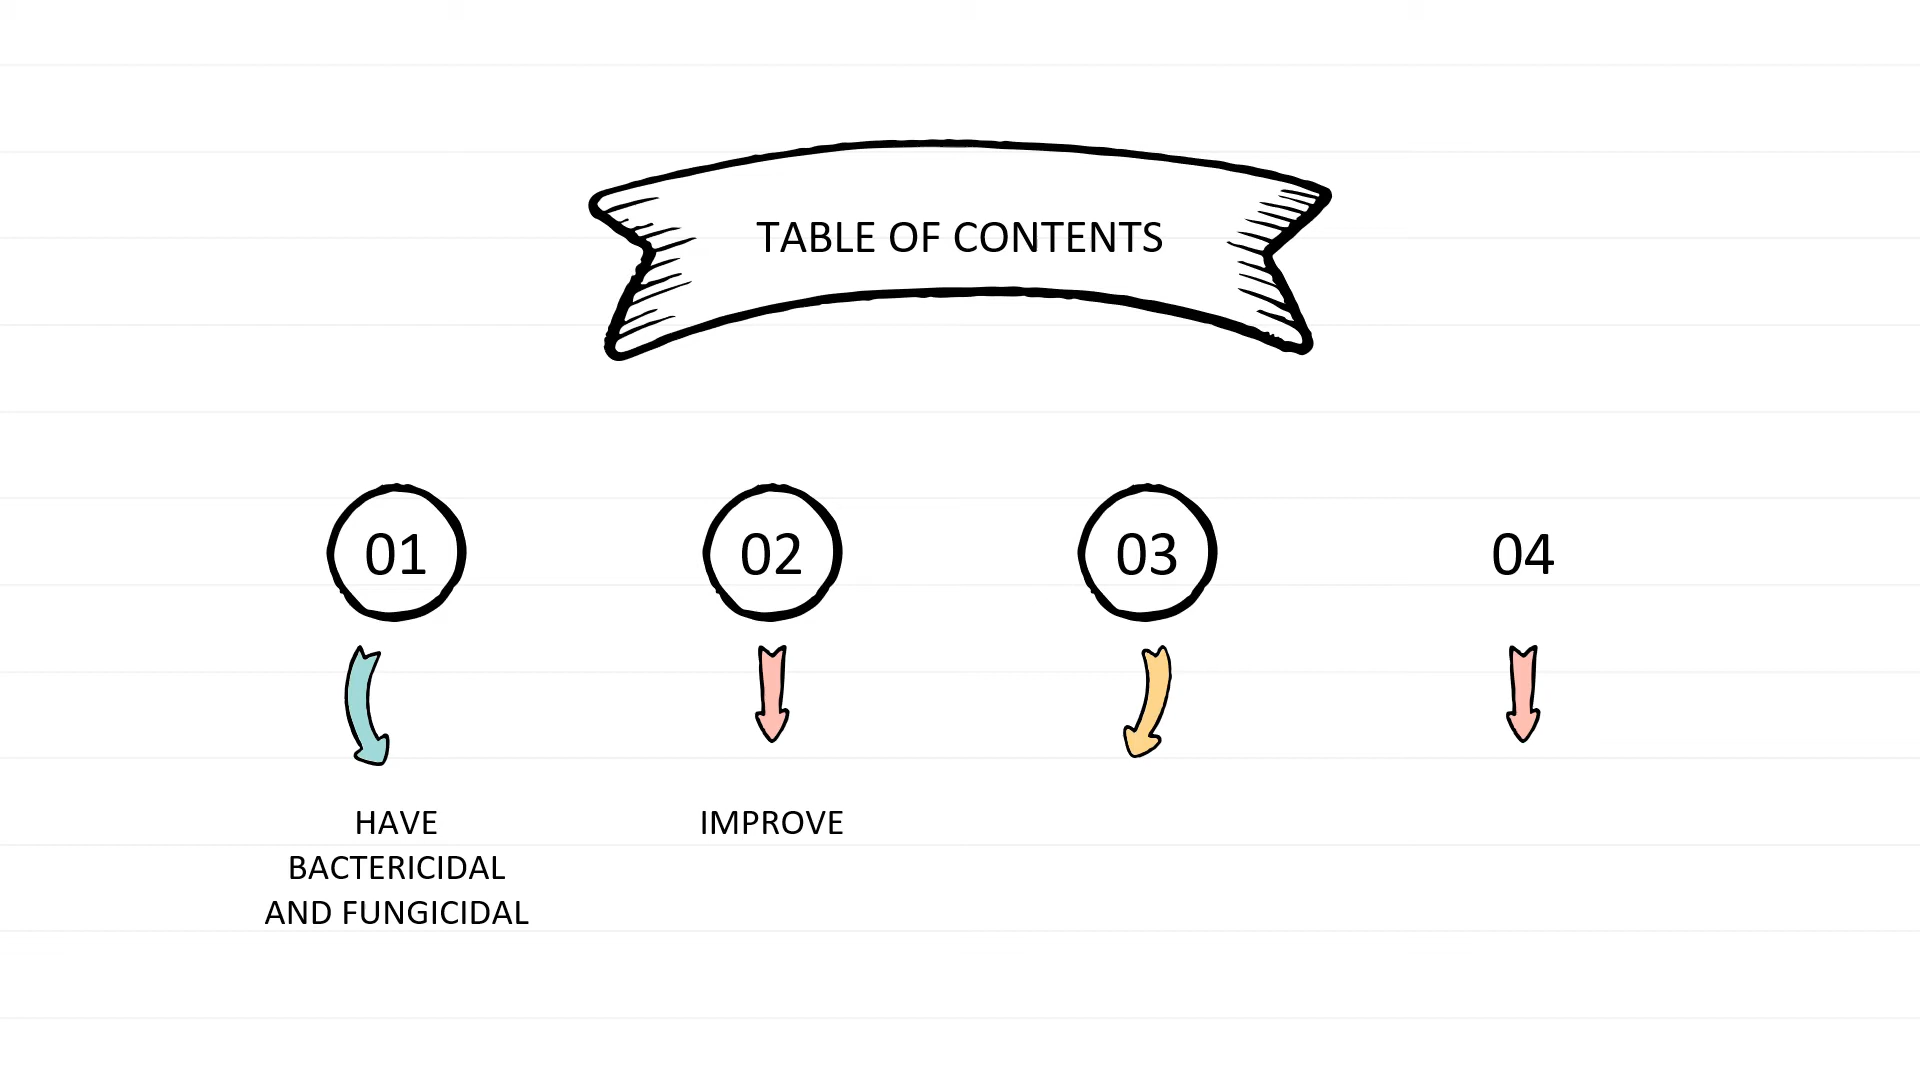 TABLE OF CONTENTS
01
02
03
04
HAVE
BACTERICIDAL
AND FUNGICIDAL
IMPROVE